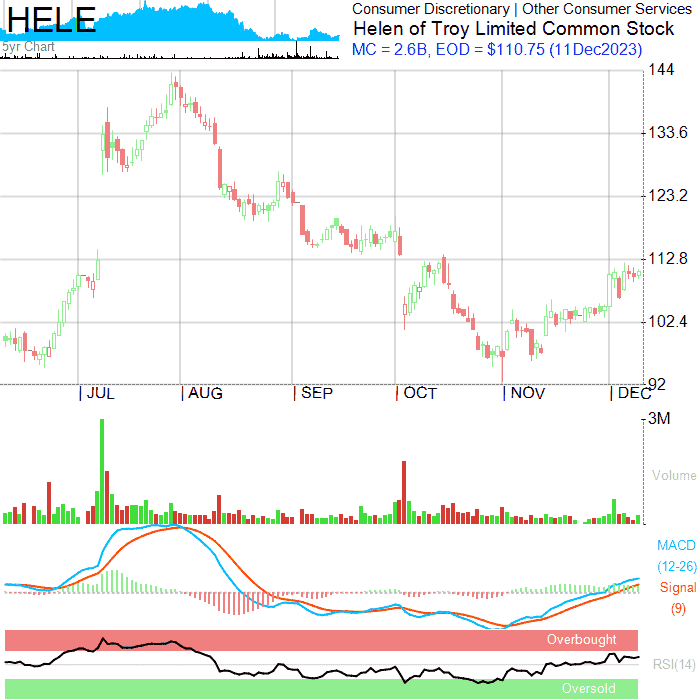 HELE
Consumer Discretionary | Other Consumer Services
Helen of Troy Limited Common Stock
5yr Chart
MC = 2.6B, EOD = $110.75 (11Dec2023)
144
133.6
123.2
112.8
102.4
92
| JUL | AUG | SEP | OCT | NOV | DEC
3M
Volume
MACD
(12-26)
Signal
(9)
Overbought
RSI(14)
Oversold